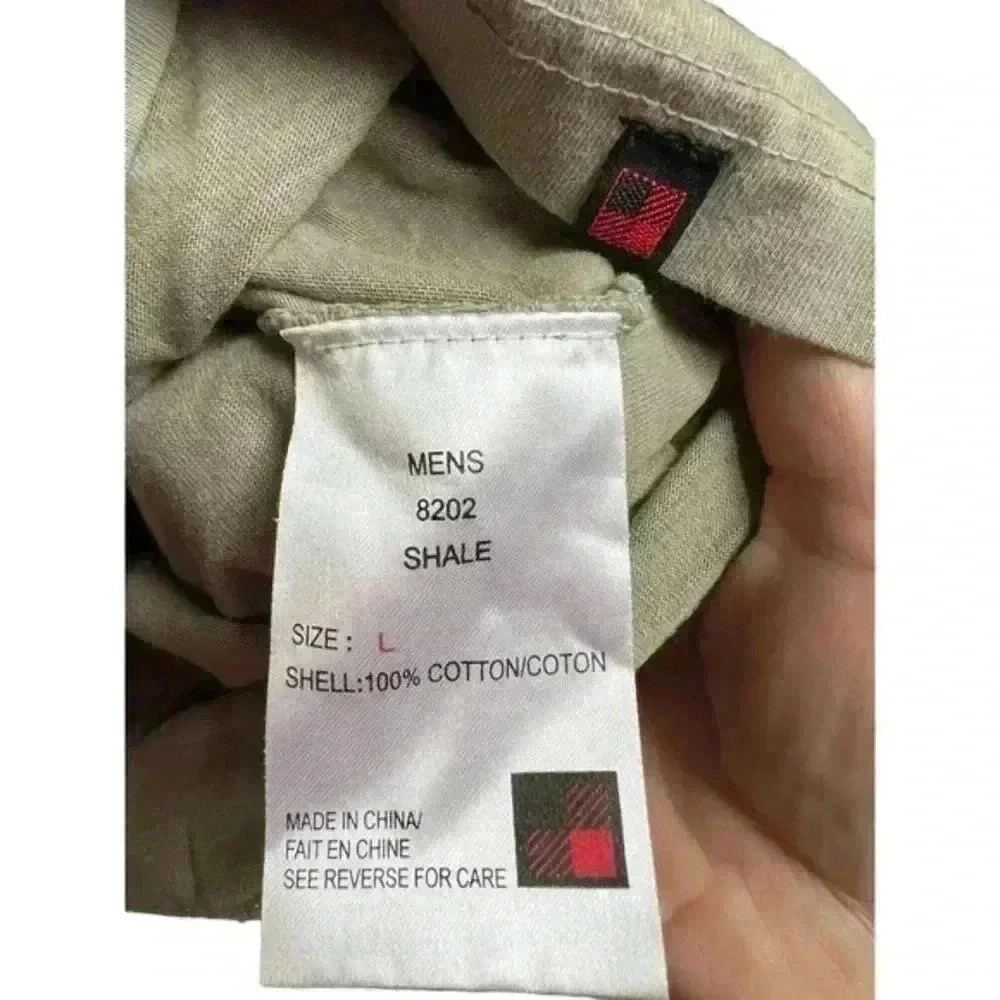 MENS
8202
SHALE
SIZE : L
SHELL:100% COTTON/COTON
MADE IN CHINA/
FAIT EN CHINE
SEE REVERSE FOR CARE